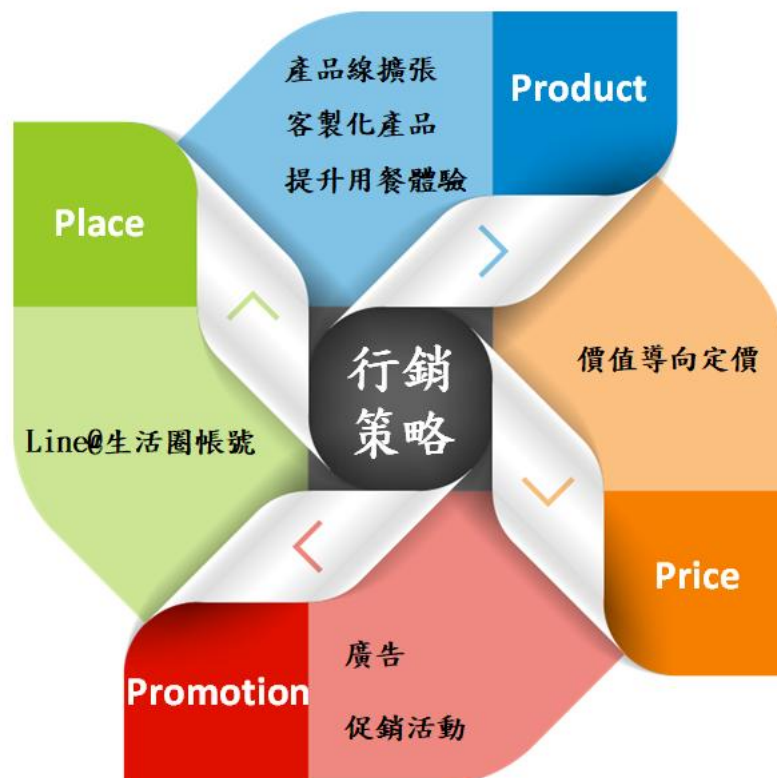 產品線擴張
客製化產品
提升用餐體驗
Product
Place
行銷
策略
價值導向定價
Line@生活圈帳號
Price
Promotion
廣告
促銷活動